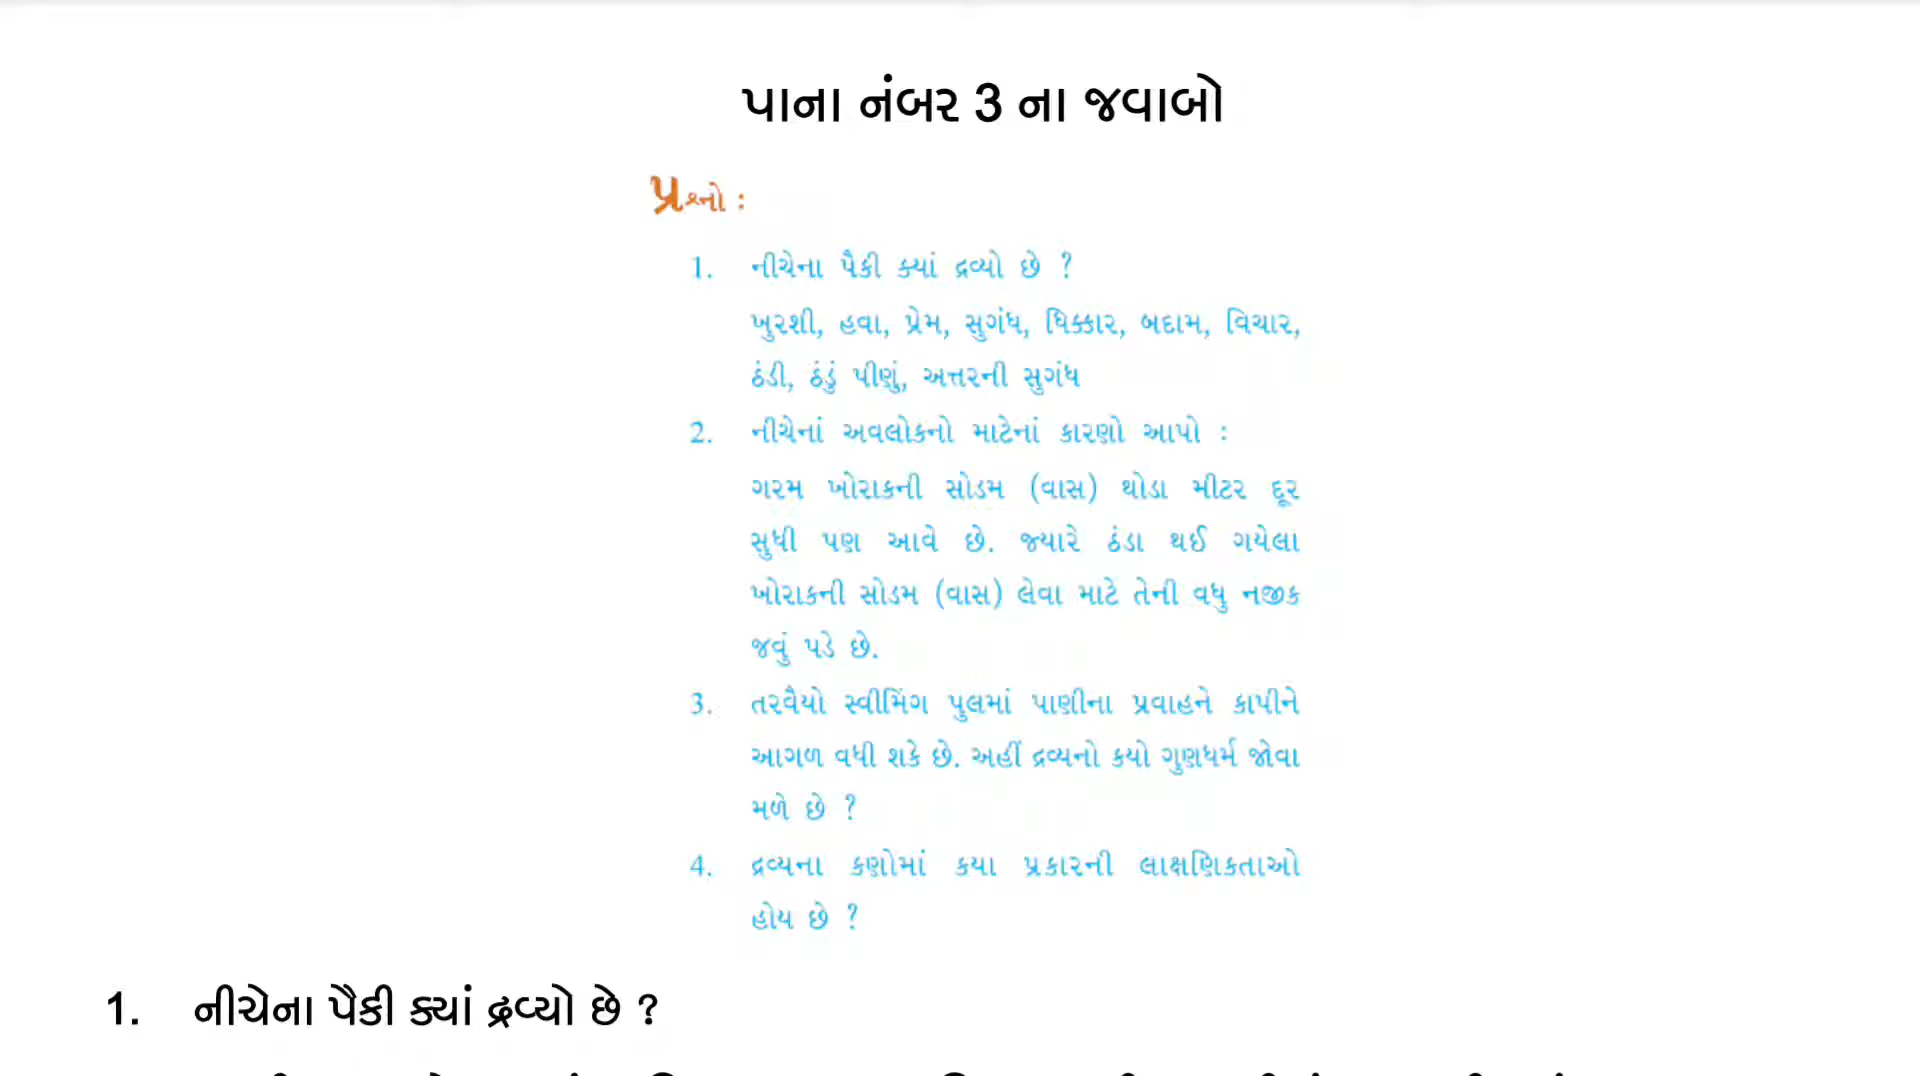 પાના નંબર 3 ના જવાબો
પ્રશ્નો :
1. નીચેના પૈકી ક્યાં દ્રવ્યો છે ?
ખુરશી, હવા, પ્રેમ, સુગંધ, ધિક્કાર, બદામ, વિચાર,
ઠંડી, ઠંડું પીણું, અત્તરની સુગંધ
2. નીચેનાં અવલોકનો માટેનાં કારણો આપો :
ગરમ ખોરાકની સોડમ (વાસ) થોડા મીટર દૂર
સુધી પણ આવે છે. જ્યારે ઠંડા થઈ ગયેલા
ખોરાકની સોડમ (વાસ) લેવા માટે તેની વધુ નજીક
જવું પડે છે.
3. તરવૈયો સ્વીમિંગ પુલમાં પાણીના પ્રવાહને કાપીને
આગળ વધી શકે છે. અહીં દ્રવ્યનો કયો ગુણધર્મ જોવા
મળે છે ?
4. દ્રવ્યના કણોમાં કયા પ્રકારની લાક્ષણિકતાઓ
હોય છે ?
1. નીચેના પૈકી ક્યાં દ્રવ્યો છે ?